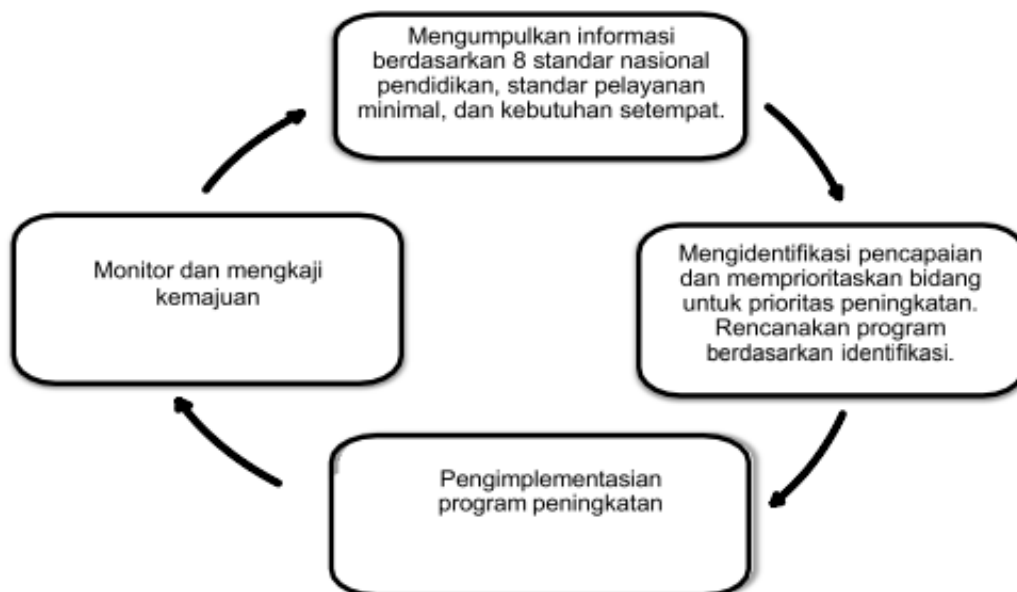 Mengumpulkan informasi
berdasarkan 8 standar nasional
pendidikan, standar pelayanan
minimal, dan kebutuhan setempat.
Mengidentifikasi pencapaian
dan memprioritaskan bidang
untuk prioritas peningkatan.
Rencanakan program
berdasarkan identifikasi.
Pengimplementasian
program peningkatan
Monitor dan mengkaji
kemajuan